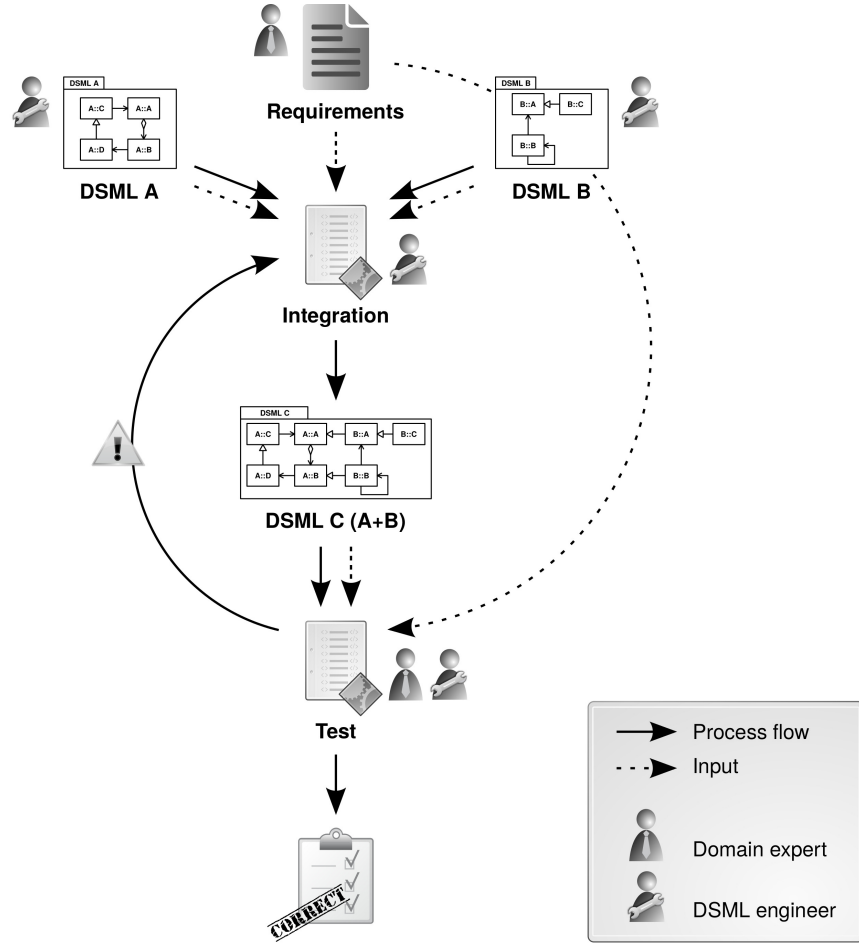 Requirements
DSML A
A::C
A::A
A::D
A::B
DSML A
DSML B
B::A
B::C
B::B
DSML B
Integration
DSML C
A::C
A::A
B::A
B::C
A::D
A::B
B::B
DSML C (A+B)
!
Test
CORRECT
Process flow
Input
Domain expert
DSML engineer